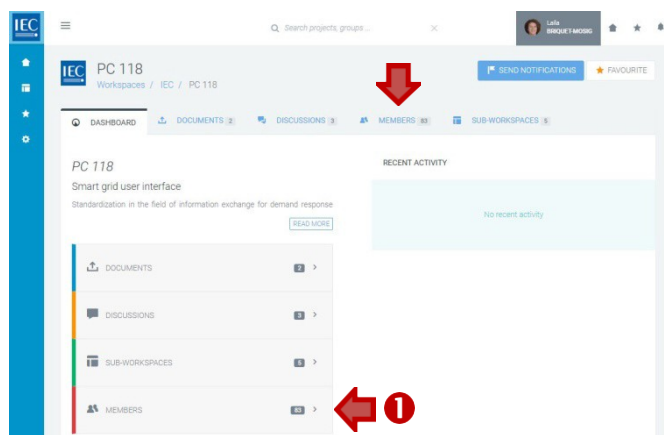 IEC
Search projects, groups ...
Laila
BRIQUET-MOSIG
IEC
PC 118
Workspaces / IEC / PC 118
SEND NOTIFICATIONS
FAVOURITE
DASHBOARD
DOCUMENTS 2
DISCUSSIONS 3
MEMBERS 83
SUB-WORKSPACES 5
PC 118
Smart grid user interface
Standardization in the field of information exchange for demand response
READ MORE
RECENT ACTIVITY
No recent activity
DOCUMENTS 2
DISCUSSIONS 3
SUB-WORKSPACES 5
MEMBERS 83
1